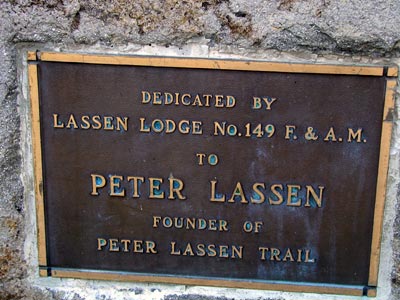 DEDICATED BY
LASSEN LODGE No. 149 F. & A.M.
TO
PETER LASSEN
FOUNDER OF
PETER LASSEN TRAIL